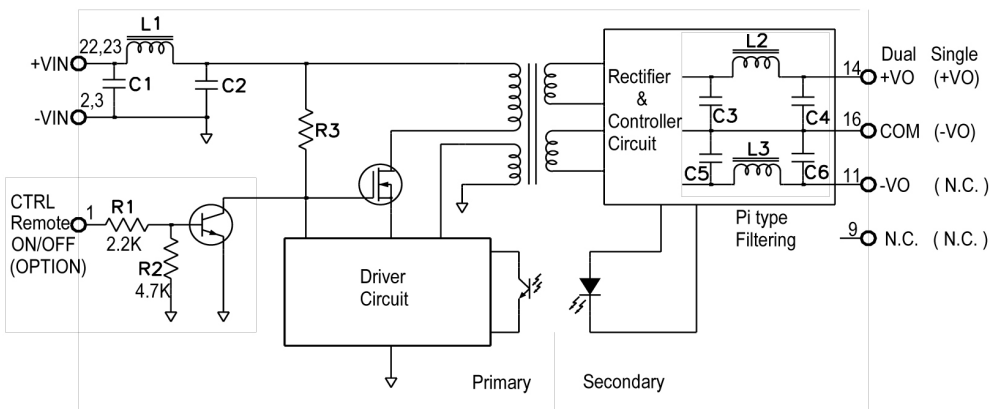 L1
22,23
+VIN
C1
C2
2,3
-VIN
R3
Rectifier
&
Controller
Circuit
L2
C3
C4
L3
C5
C6
Dual Single
14 +VO (+VO)
16 COM (-VO)
11 -VO ( N.C. )
9 N.C. ( N.C. )
Pi type
Filtering
CTRL
Remote
ON/OFF
(OPTION)
1
R1
2.2K
R2
4.7K
Driver
Circuit
Primary
Secondary